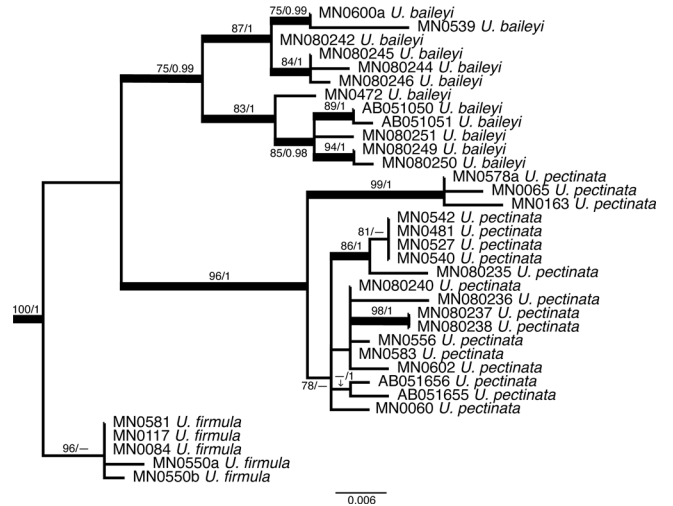 75/0.99
MN0600a U. baileyi
87/1
MN0539 U. baileyi
MN080242 U. baileyi
MN080245 U. baileyi
84/1
MN080244 U. baileyi
75/0.99
MN080246 U. baileyi
MN0472 U. baileyi
83/1
89/1
AB051050 U. baileyi
AB051051 U. baileyi
MN080251 U. baileyi
85/0.98
94/1
MN080249 U. baileyi
MN080250 U. baileyi
MN0578a U. pectinata
99/1
MN0065 U. pectinata
MN0163 U. pectinata
MN0542 U. pectinata
81/—
MN0481 U. pectinata
86/1
MN0527 U. pectinata
MN0540 U. pectinata
MN080235 U. pectinata
96/1
MN080240 U. pectinata
MN080236 U. pectinata
98/1
MN080237 U. pectinata
MN080238 U. pectinata
100/1
MN0556 U. pectinata
MN0583 U. pectinata
MN0602 U. pectinata
—/1
↓
78/—
AB051656 U. pectinata
AB051655 U. pectinata
MN0060 U. pectinata
MN0581 U. firmula
MN0117 U. firmula
96/—
MN0084 U. firmula
MN0550a U. firmula
MN0550b U. firmula
0.006